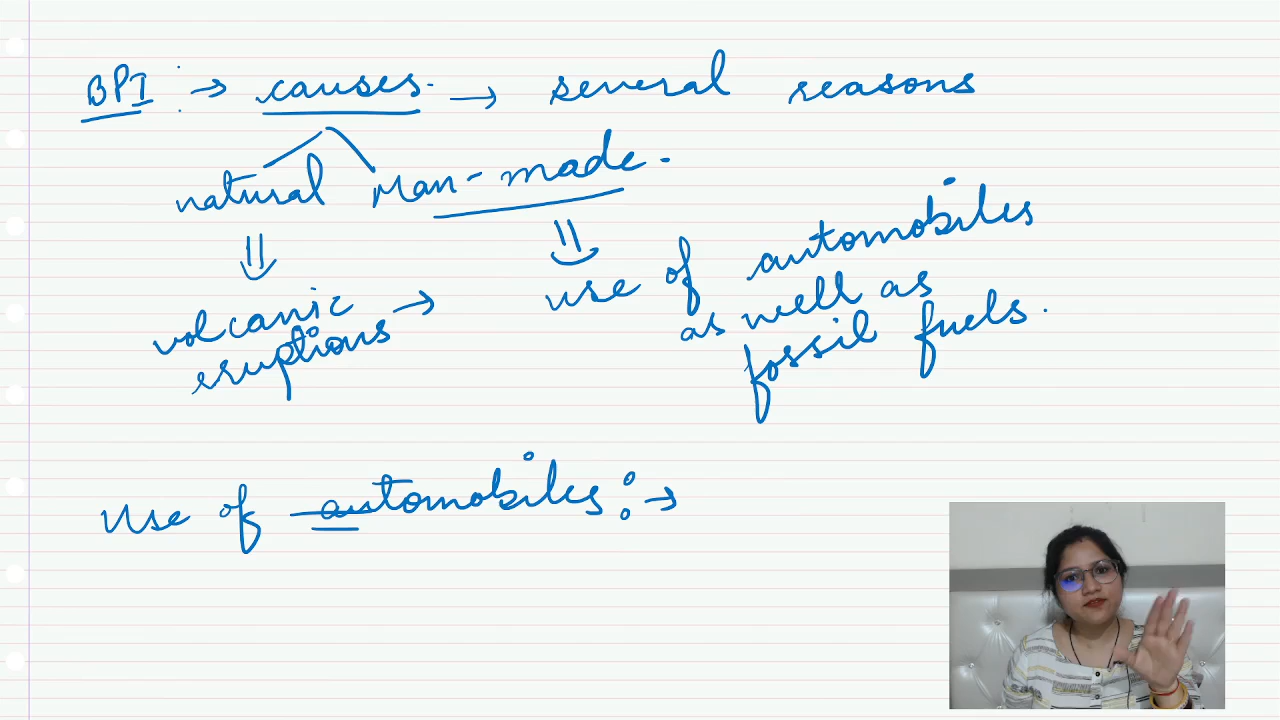 BPI :→ causes. → several reasons
natural Man-made.
⇓ ⇓
volcanic → use of automobiles
eruptions as well as
fossil fuels.
Use of automobiles :→